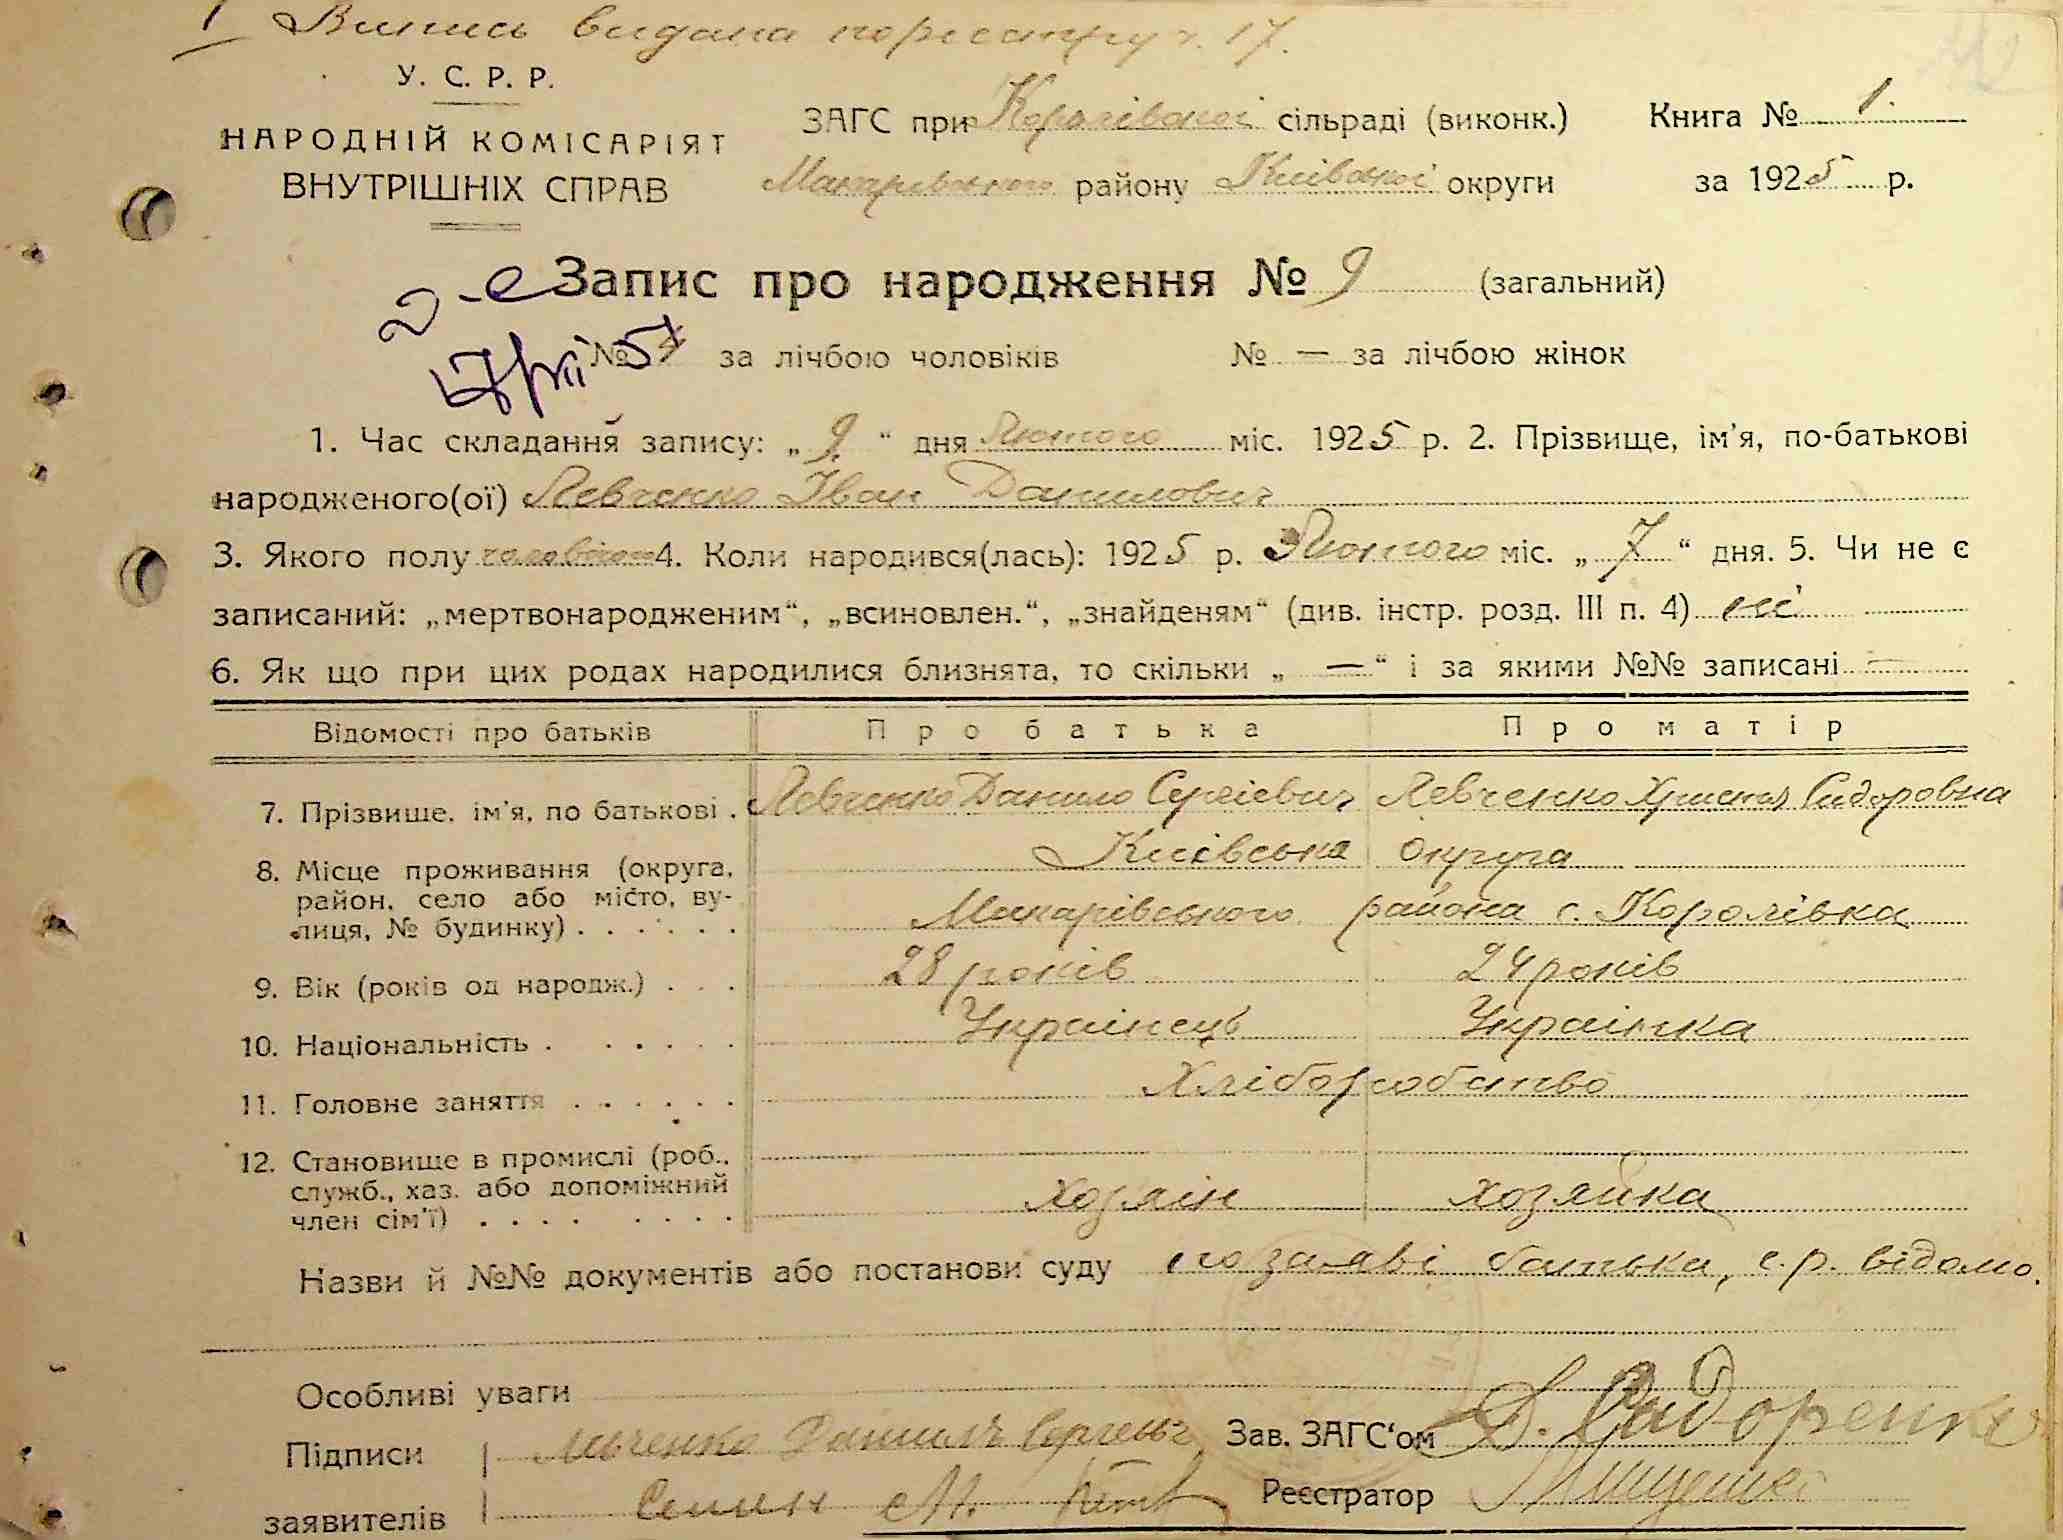 Випись видана по реєстру ч. 17.
У. С. Р. Р.
НАРОДНІЙ КОМІСАРІЯТ
ВНУТРІШНІХ СПРАВ
ЗАГС при Королівскої сільраді (виконк.)
Макарівського району Київської округи
Книга № 1.
за 1925 р.
Запис про народження № 9 (загальний)
№ за лічбою чоловіків № — за лічбою жінок
1. Час складання запису: „ 9 “ дня Лютого міс. 1925 р. 2. Прізвище, ім'я, по-батькові
народженого(ої) Левченко Іван Данилович
3. Якого полу чоловічого 4. Коли народився(лась): 1925 р. Лютого міс. „ 7 “ дня. 5. Чи не є
записаний: „мертвонародженим“, „всиновлен.“, „знайденям“ (див. інстр. розд. III п. 4) ні
6. Як що при цих родах народилися близнята, то скільки „ — “ і за якими №№ записані —
Відомості про батьків Про батька Про матір
7. Прізвище, ім'я, по батькові . Левченко Данило Сергієвич Левченко Христя Сидоровна
8. Місце проживання (округа, Київська округа
район, село або місто, ву- Макарівського района с. Королівка
лиця, № будинку) . . . . . .
9. Вік (років од народж.) . . . 28 років 24 років
10. Національність . . . . . . Українець Українка
11. Головне заняття . . . . . . Хліборобство
12. Становище в промислі (роб.,
служб., хаз. або допоміжний Хозяїн хозяйка
член сім'ї) . . . . . . . .
Назви й №№ документів або постанови суду по заяві батька, с.р. відомо.
Особливі уваги
Підписи Зав. ЗАГС‘ом Д. Сидоренко
заявителів Реєстратор